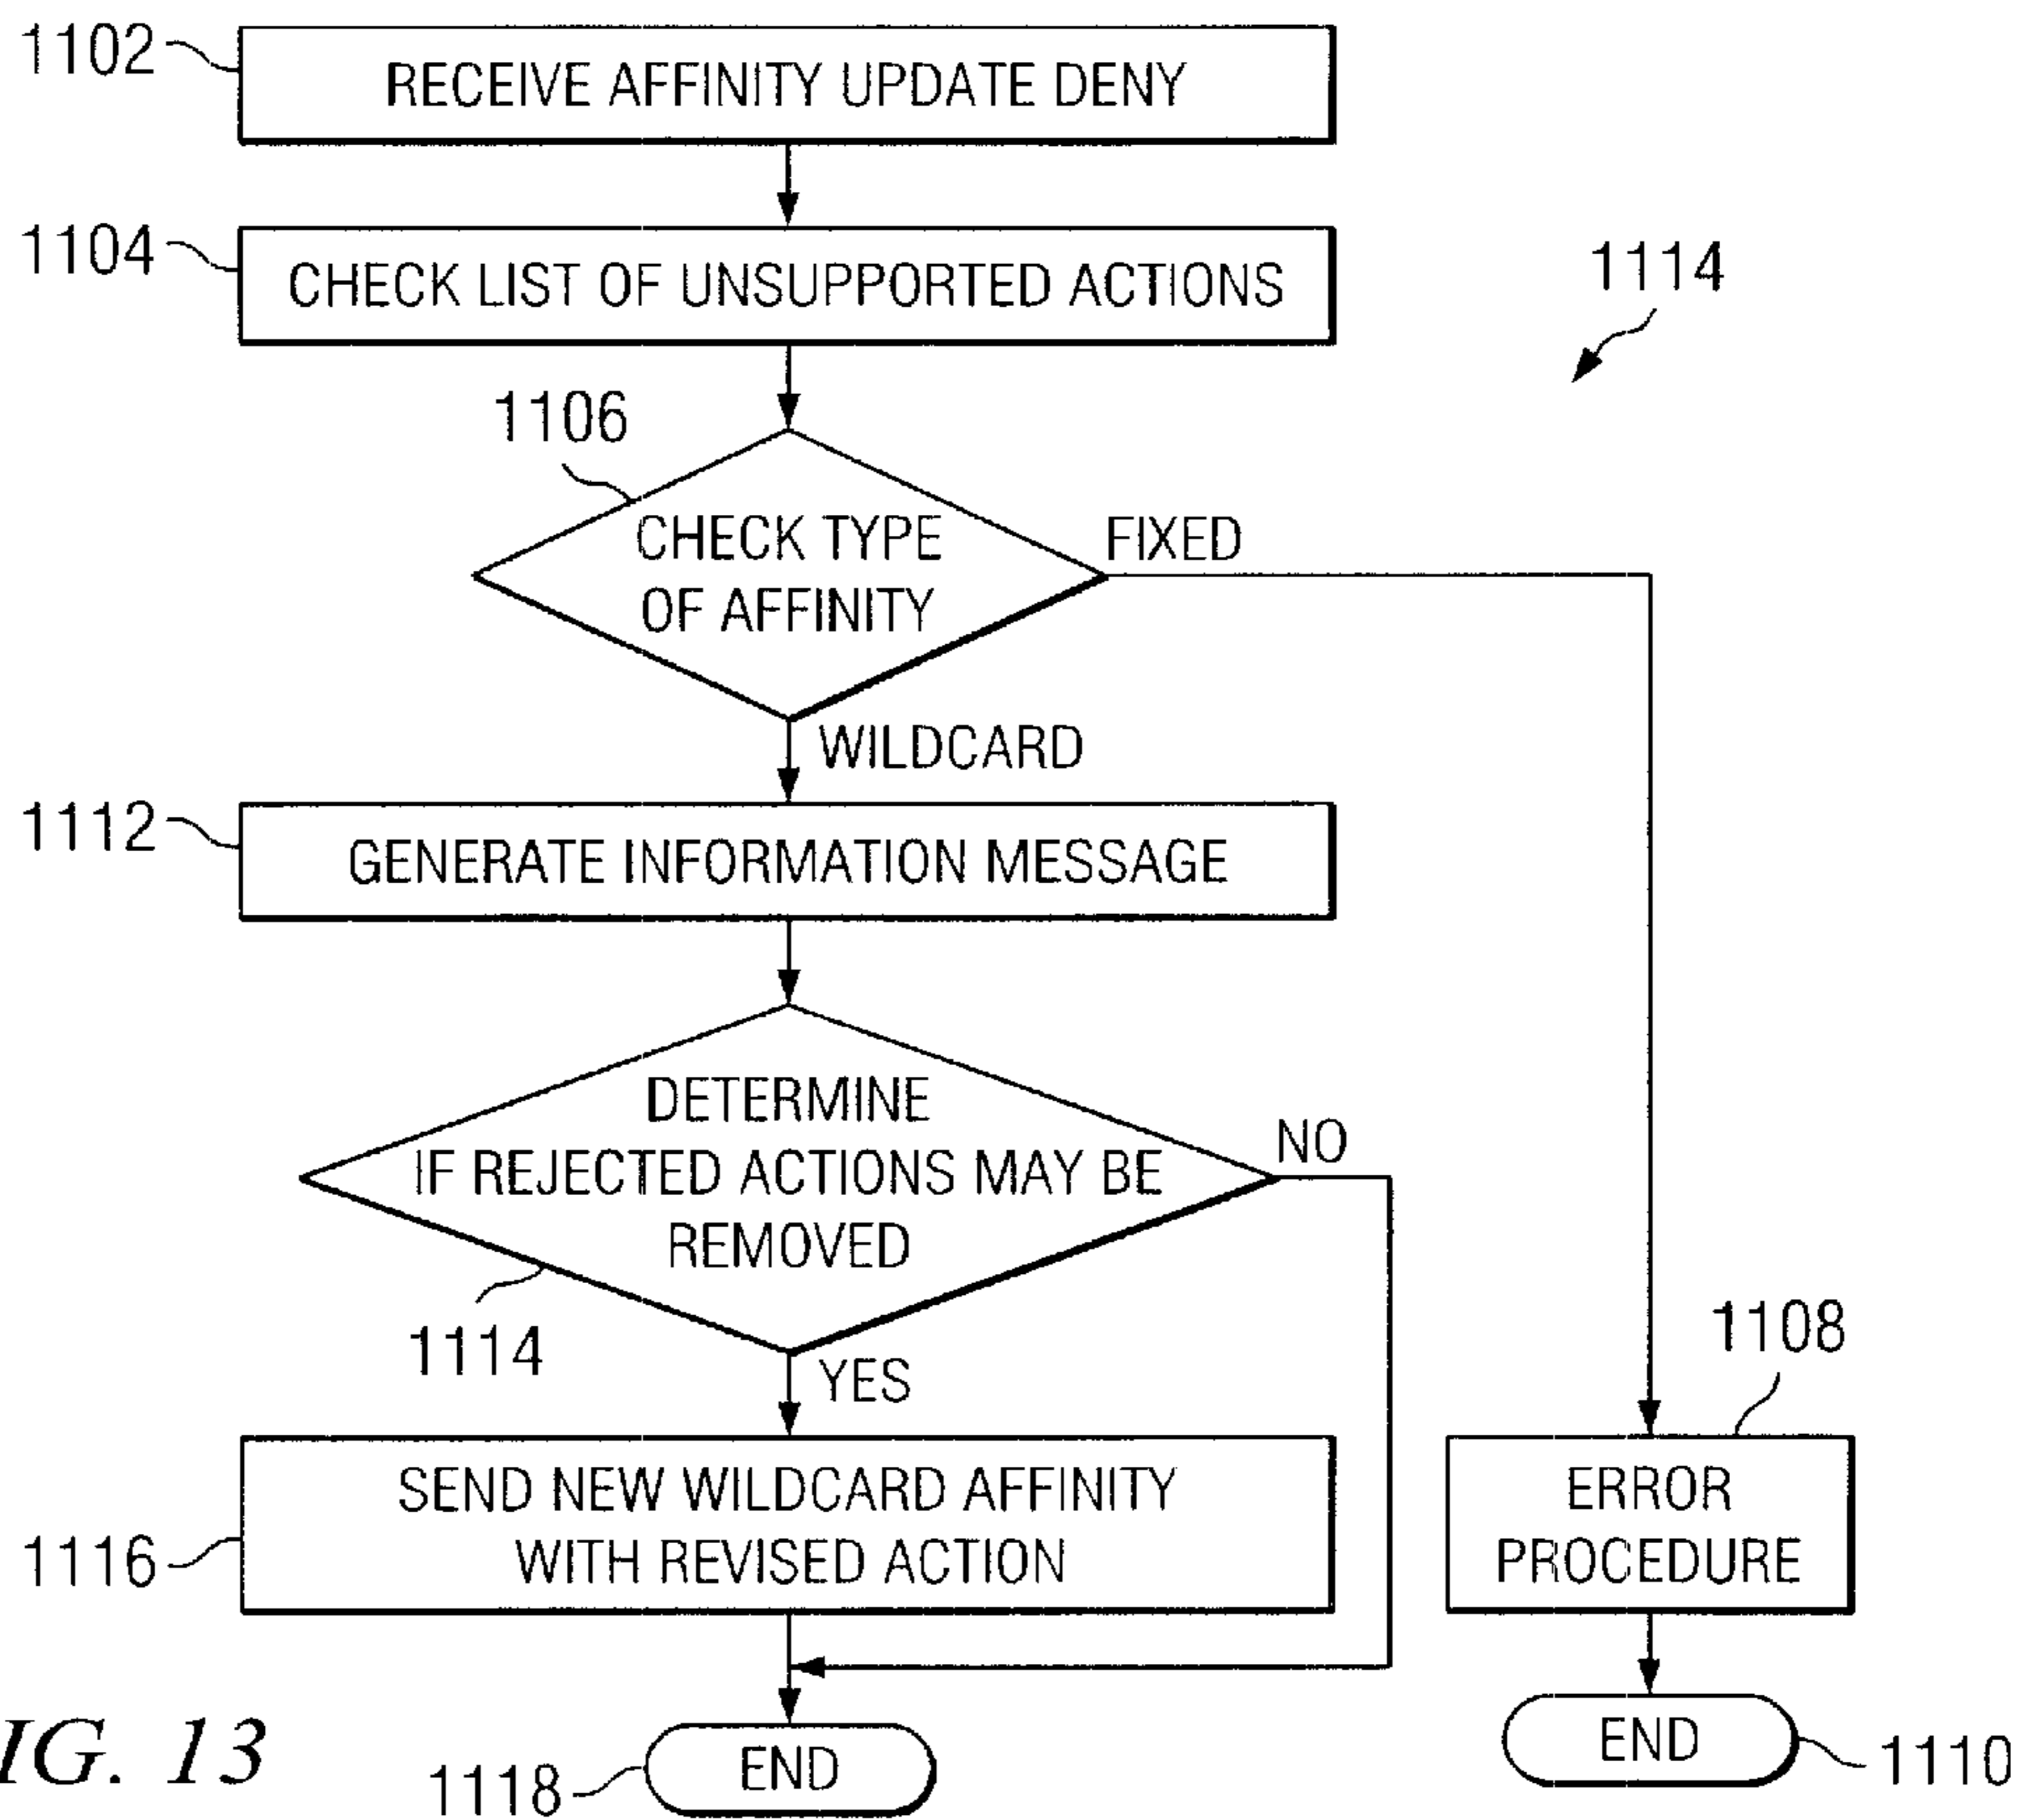 1102
RECEIVE AFFINITY UPDATE DENY
1104
CHECK LIST OF UNSUPPORTED ACTIONS
1114
1106
CHECK TYPE
OF AFFINITY
FIXED
WILDCARD
1112
GENERATE INFORMATION MESSAGE
DETERMINE
IF REJECTED ACTIONS MAY BE
REMOVED
NO
1114
YES
1108
SEND NEW WILDCARD AFFINITY
WITH REVISED ACTION
1116
ERROR
PROCEDURE
END
1118
END
1110
IG. 13